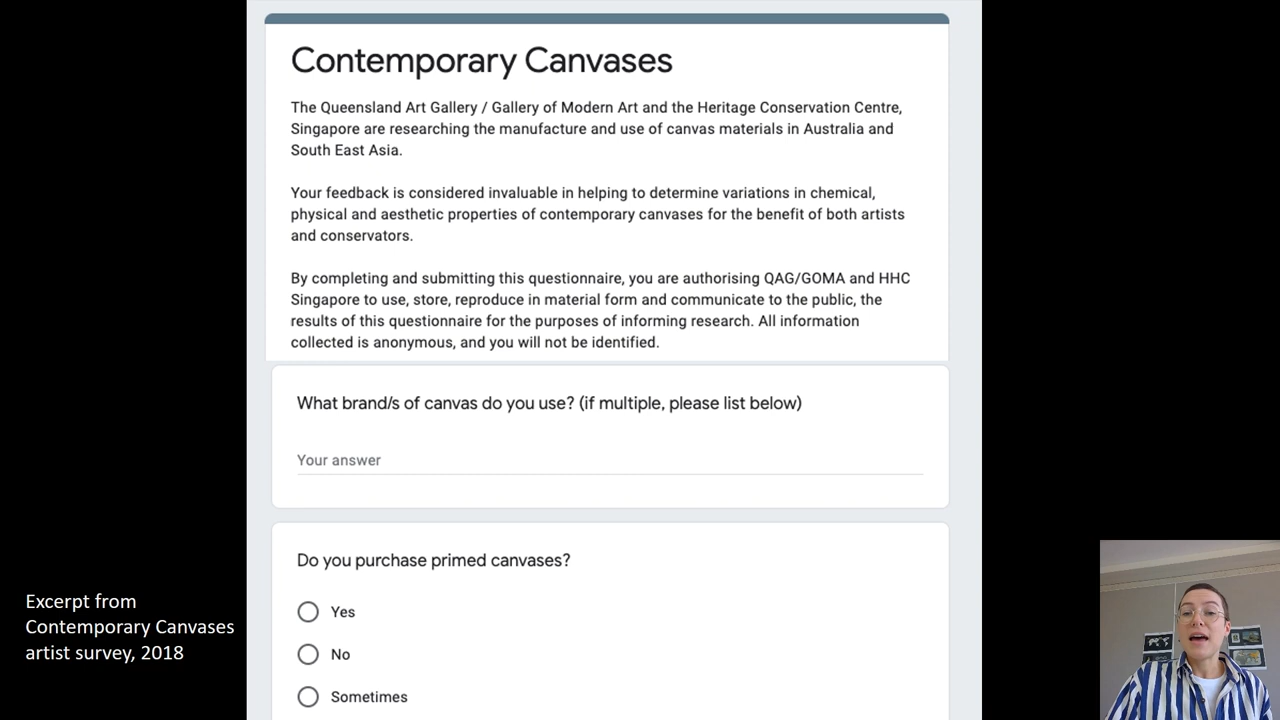 Contemporary Canvases
The Queensland Art Gallery / Gallery of Modern Art and the Heritage Conservation Centre,
Singapore are researching the manufacture and use of canvas materials in Australia and
South East Asia.
Your feedback is considered invaluable in helping to determine variations in chemical,
physical and aesthetic properties of contemporary canvases for the benefit of both artists
and conservators.
By completing and submitting this questionnaire, you are authorising QAG/GOMA and HHC
Singapore to use, store, reproduce in material form and communicate to the public, the
results of this questionnaire for the purposes of informing research. All information
collected is anonymous, and you will not be identified.
What brand/s of canvas do you use? (if multiple, please list below)
Your answer
Do you purchase primed canvases?
Yes
No
Sometimes
Excerpt from
Contemporary Canvases
artist survey, 2018